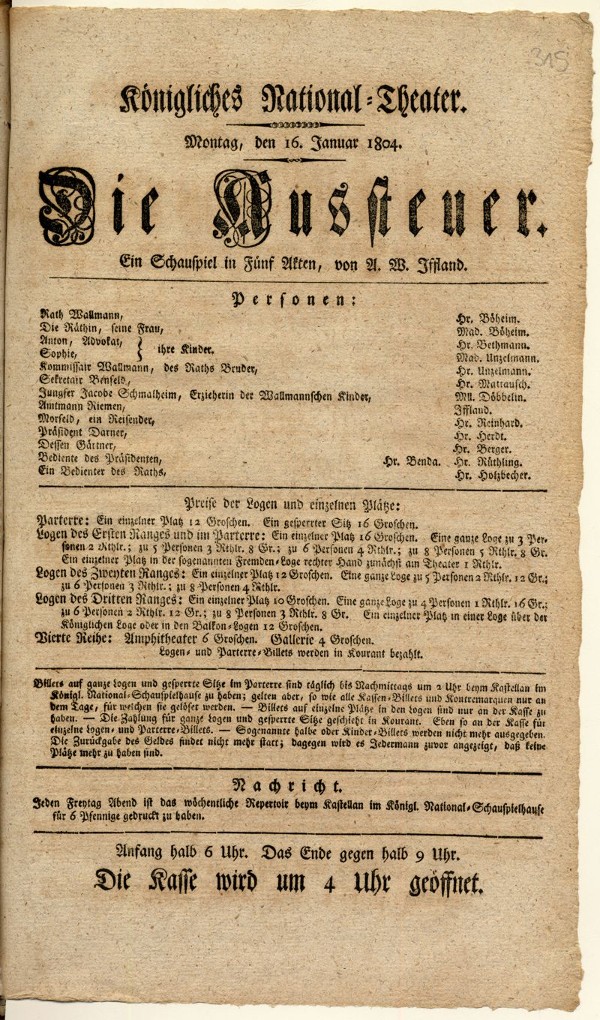 315
Königliches National-Theater.
Montag, den 16. Januar 1804.
Die Aussteuer.
Ein Schauspiel in Fünf Akten, von A. W. Iffland.
Personen:
Rath Wallmann, Hr. Böheim.
Die Räthin, seine Frau, Mad. Böheim.
Anton, Advokat, } ihre Kinder. Hr. Bethmann.
Sophie, Mad. Unzelmann.
Kommissair Wallmann, des Raths Bruder, Hr. Unzelmann.
Sekretair Benfeld, Hr. Mattausch.
Jungfer Jacobe Schmalheim, Erzieherin der Wallmannschen Kinder, Mll. Döbbelin.
Amtmann Riemen, Iffland.
Morfeld, ein Reisender, Hr. Reinhard.
Präsident Darner, Hr. Herdt.
Dessen Gärtner, Hr. Berger.
Bediente des Präsidenten, Hr. Benda. Hr. Rüthling.
Ein Bedienter des Raths, Hr. Holzbecher.
Preise der Logen und einzelnen Plätze:
Parterre: Ein einzelner Platz 12 Groschen. Ein gesperrter Sitz 16 Groschen.
Logen des Ersten Ranges und im Parterre: Ein einzelner Platz 16 Groschen. Eine ganze Loge zu 3 Per-
sonen 2 Rthlr.; zu 5 Personen 3 Rthlr. 8 Gr.; zu 6 Personen 4 Rthlr.; zu 8 Personen 5 Rthlr. 8 Gr.
Ein einzelner Platz in der sogenannten Fremden-Loge rechter Hand zunächst am Theater 1 Rthlr.
Logen des Zweyten Ranges: Ein einzelner Platz 12 Groschen. Eine ganze Loge zu 5 Personen 2 Rthlr. 12 Gr.;
zu 6 Personen 3 Rthlr.; zu 8 Personen 4 Rthlr.
Logen des Dritten Ranges: Ein einzelner Platz 10 Groschen. Eine ganze Loge zu 4 Personen 1 Rthlr. 16 Gr.;
zu 6 Personen 2 Rthlr. 12 Gr.; zu 8 Personen 3 Rthlr. 8 Gr. Ein einzelner Platz in einer Loge über der
Königlichen Loge oder in den Balkon-Logen 12 Groschen.
Vierte Reihe: Amphitheater 6 Groschen. Gallerie 4 Groschen.
Logen- und Parterre-Billets werden in Kourant bezahlt.
Billets auf ganze Logen und gesperrte Sitze im Parterre sind täglich bis Nachmittags um 2 Uhr beym Kastellan im
Königl. National-Schauspielhause zu haben; gelten aber, so wie alle Kassen-Billets und Kontremarquen nur an
dem Tage, für welchen sie gelöset werden. — Billets auf einzelne Plätze in den Logen sind nur an der Kasse zu
haben. — Die Zahlung für ganze Logen und gesperrte Sitze geschieht in Kourant. Eben so an der Kasse für
einzelne Logen- und Parterre-Billets. — Sogenannte halbe oder Kinder-Billets werden nicht mehr ausgegeben.
Die Zurückgabe des Geldes findet nicht mehr statt; dagegen wird es Jedermann zuvor angezeigt, daß keine
Plätze mehr zu haben sind.
Nachricht.
Jeden Freytag Abend ist das wöchentliche Repertoir beym Kastellan im Königl. National-Schauspielhause
für 6 Pfennige gedruckt zu haben.
Anfang halb 6 Uhr. Das Ende gegen halb 9 Uhr.
Die Kasse wird um 4 Uhr geöffnet.